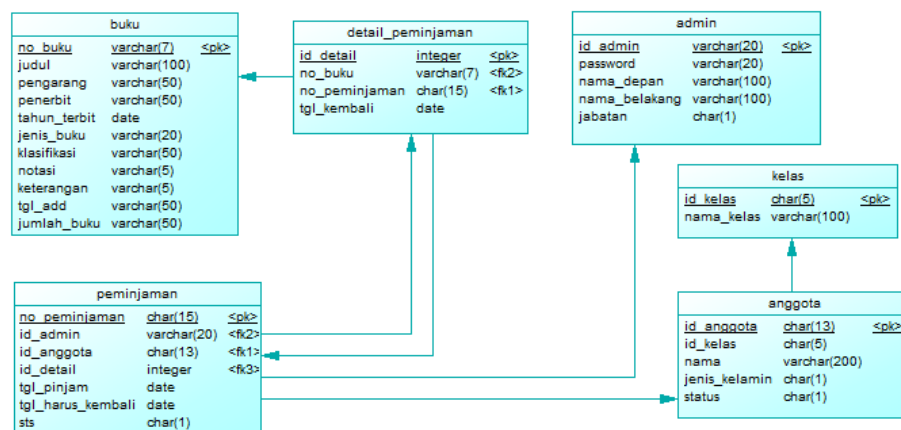 buku
no_buku varchar(7) <pk>
judul varchar(100)
pengarang varchar(50)
penerbit varchar(50)
tahun_terbit date
jenis_buku varchar(20)
klasifikasi varchar(50)
notasi varchar(5)
keterangan varchar(5)
tgl_add varchar(50)
jumlah_buku varchar(50)
detail_peminjaman
id_detail integer <pk>
no_buku varchar(7) <fk2>
no_peminjaman char(15) <fk1>
tgl_kembali date
admin
id_admin varchar(20) <pk>
password varchar(20)
nama_depan varchar(100)
nama_belakang varchar(100)
jabatan char(1)
kelas
id_kelas char(5) <pk>
nama_kelas varchar(100)
peminjaman
no_peminjaman char(15) <pk>
id_admin varchar(20) <fk2>
id_anggota char(13) <fk1>
id_detail integer <fk3>
tgl_pinjam date
tgl_harus_kembali date
sts char(1)
anggota
id_anggota char(13) <pk>
id_kelas char(5)
nama varchar(200)
jenis_kelamin char(1)
status char(1)